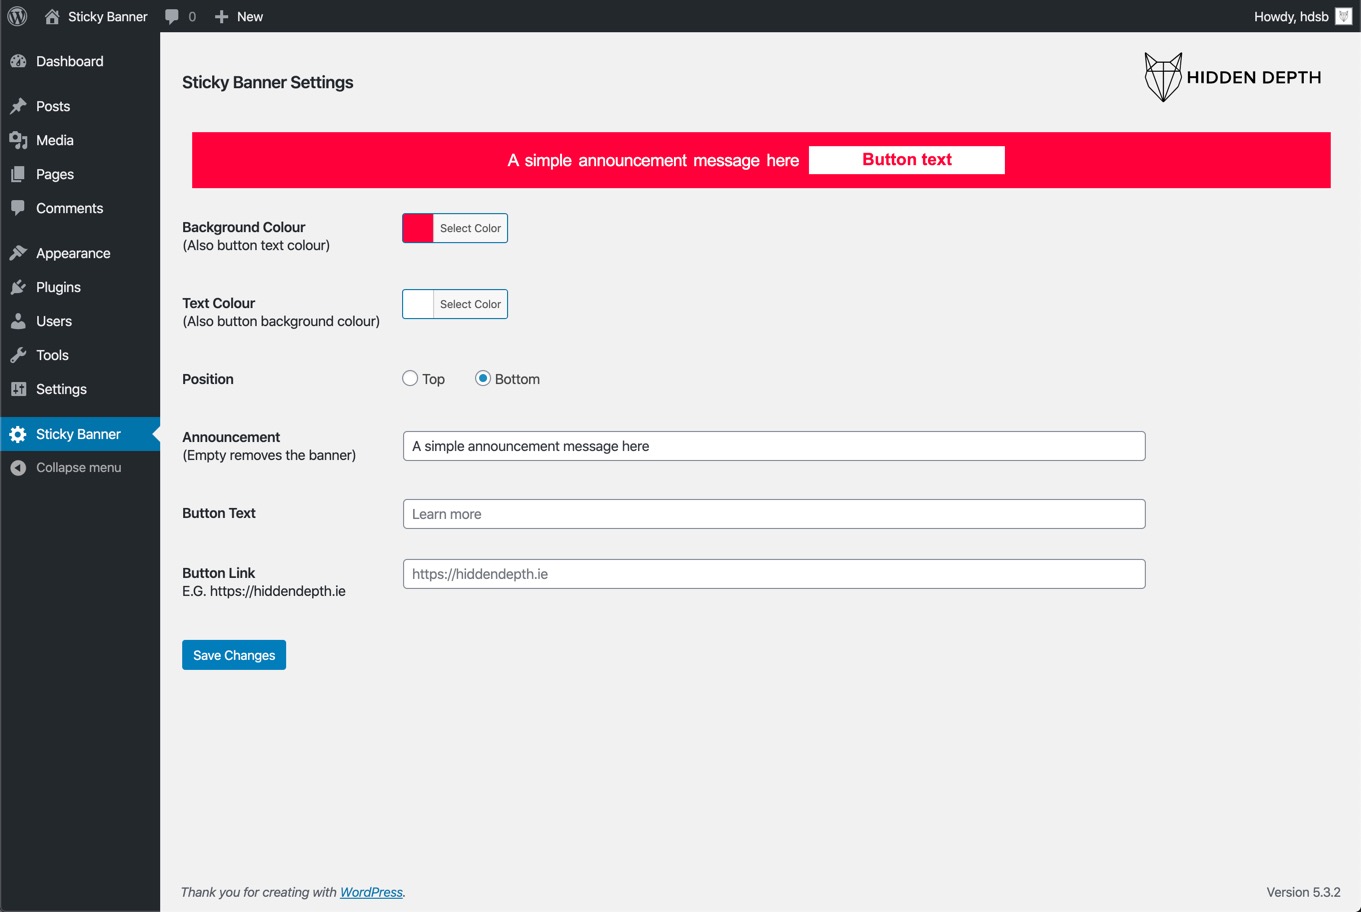 Sticky Banner 0 New Howdy, hdsb
Dashboard
Posts
Media
Pages
Comments
Appearance
Plugins
Users
Tools
Settings
Sticky Banner
Collapse menu
Sticky Banner Settings
HIDDEN DEPTH
A simple announcement message here Button text
Background Colour
(Also button text colour)
Select Color
Text Colour
(Also button background colour)
Select Color
Position
Top Bottom
Announcement
(Empty removes the banner)
A simple announcement message here
Button Text
Learn more
Button Link
E.G. https://hiddendepth.ie
https://hiddendepth.ie
Save Changes
Thank you for creating with WordPress.
Version 5.3.2